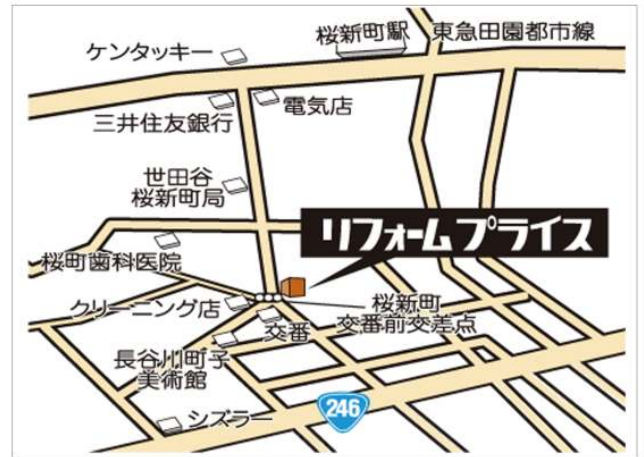 桜新町駅
東急田園都市線
ケンタッキー
三井住友銀行
電気店
世田谷
桜新町局
リフォームプライス
桜町歯科医院
クリーニング店
交番
桜新町
交番前交差点
長谷川町子
美術館
シズラー
246